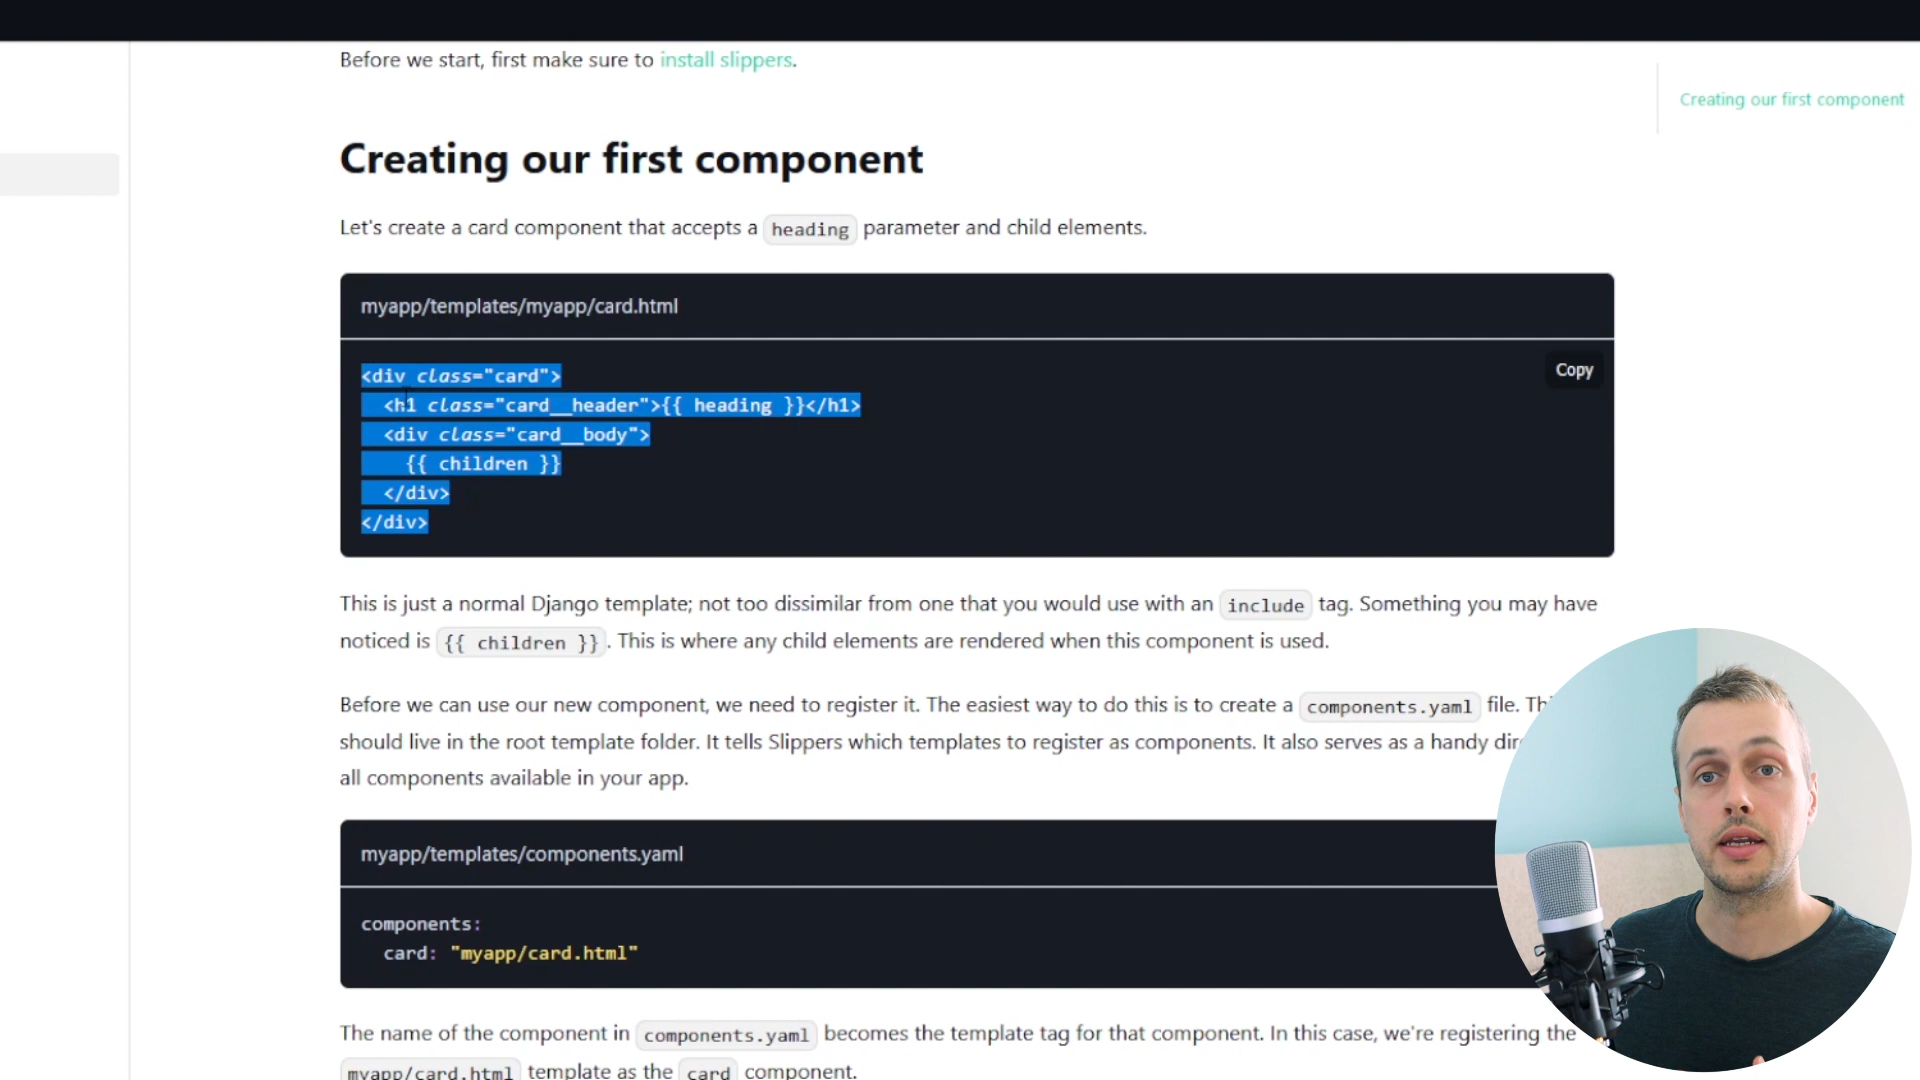 Before we start, first make sure to install slippers.
Creating our first component
Creating our first component
Let's create a card component that accepts a heading parameter and child elements.
myapp/templates/myapp/card.html
Copy
<div class="card">
  <h1 class="card__header">{{ heading }}</h1>
  <div class="card__body">
    {{ children }}
  </div>
</div>
This is just a normal Django template; not too dissimilar from one that you would use with an include tag. Something you may have
noticed is {{ children }}. This is where any child elements are rendered when this component is used.
Before we can use our new component, we need to register it. The easiest way to do this is to create a components.yaml file.
should live in the root template folder. It tells Slippers which templates to register as components. It also serves as a handy
all components available in your app.
myapp/templates/components.yaml
components:
  card: "myapp/card.html"
The name of the component in components.yaml becomes the template tag for that component. In this case, we're registering the
myapp/card.html template as the card component.